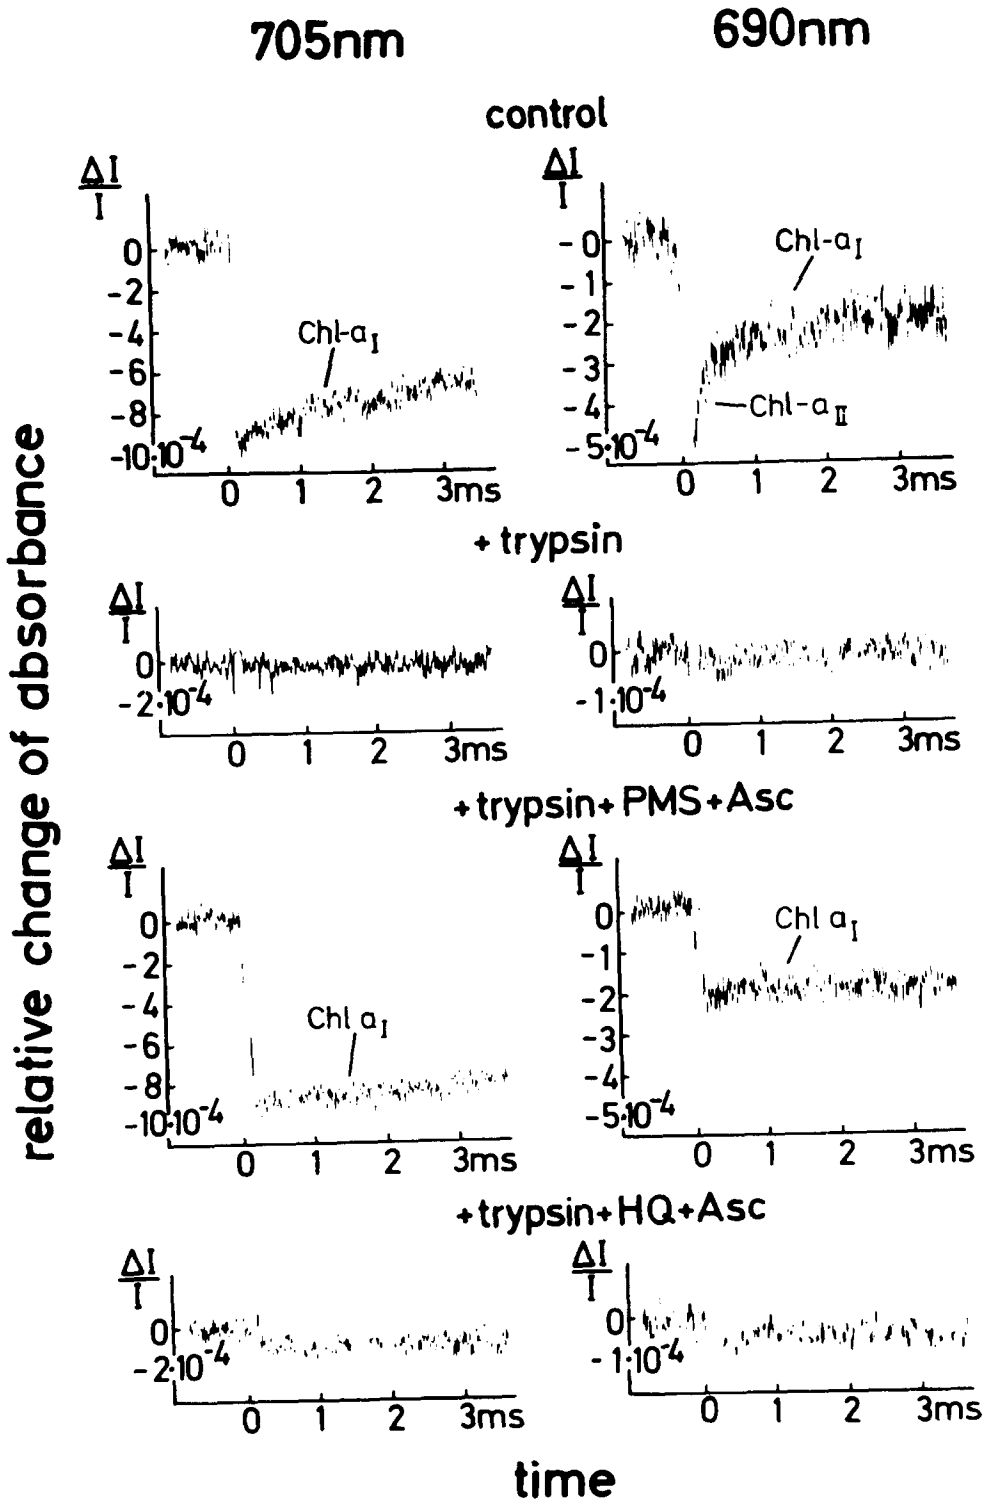 705nm
690nm
control
ΔI
I
0
-2
-4
-6
-8
-10·10-4
Chl-aI
0 1 2 3ms
ΔI
I
-0
-1
-2
-3
-4
-5·10-4
Chl-aI
Chl-aII
0 1 2 3ms
+ trypsin
ΔI
I
0
-2·10-4
0 1 2 3ms
ΔI
I
0
-1·10-4
0 1 2 3ms
+trypsin+PMS+Asc
ΔI
I
0
-2
-4
-6
-8
-10·10-4
Chl aI
0 1 2 3ms
ΔI
I
0
-1
-2
-3
-4
-5·10-4
Chl aI
0 1 2 3ms
+trypsin+HQ+Asc
ΔI
I
0
-2·10-4
0 1 2 3ms
ΔI
I
0
-1·10-4
0 1 2 3ms
relative change of absorbance
time